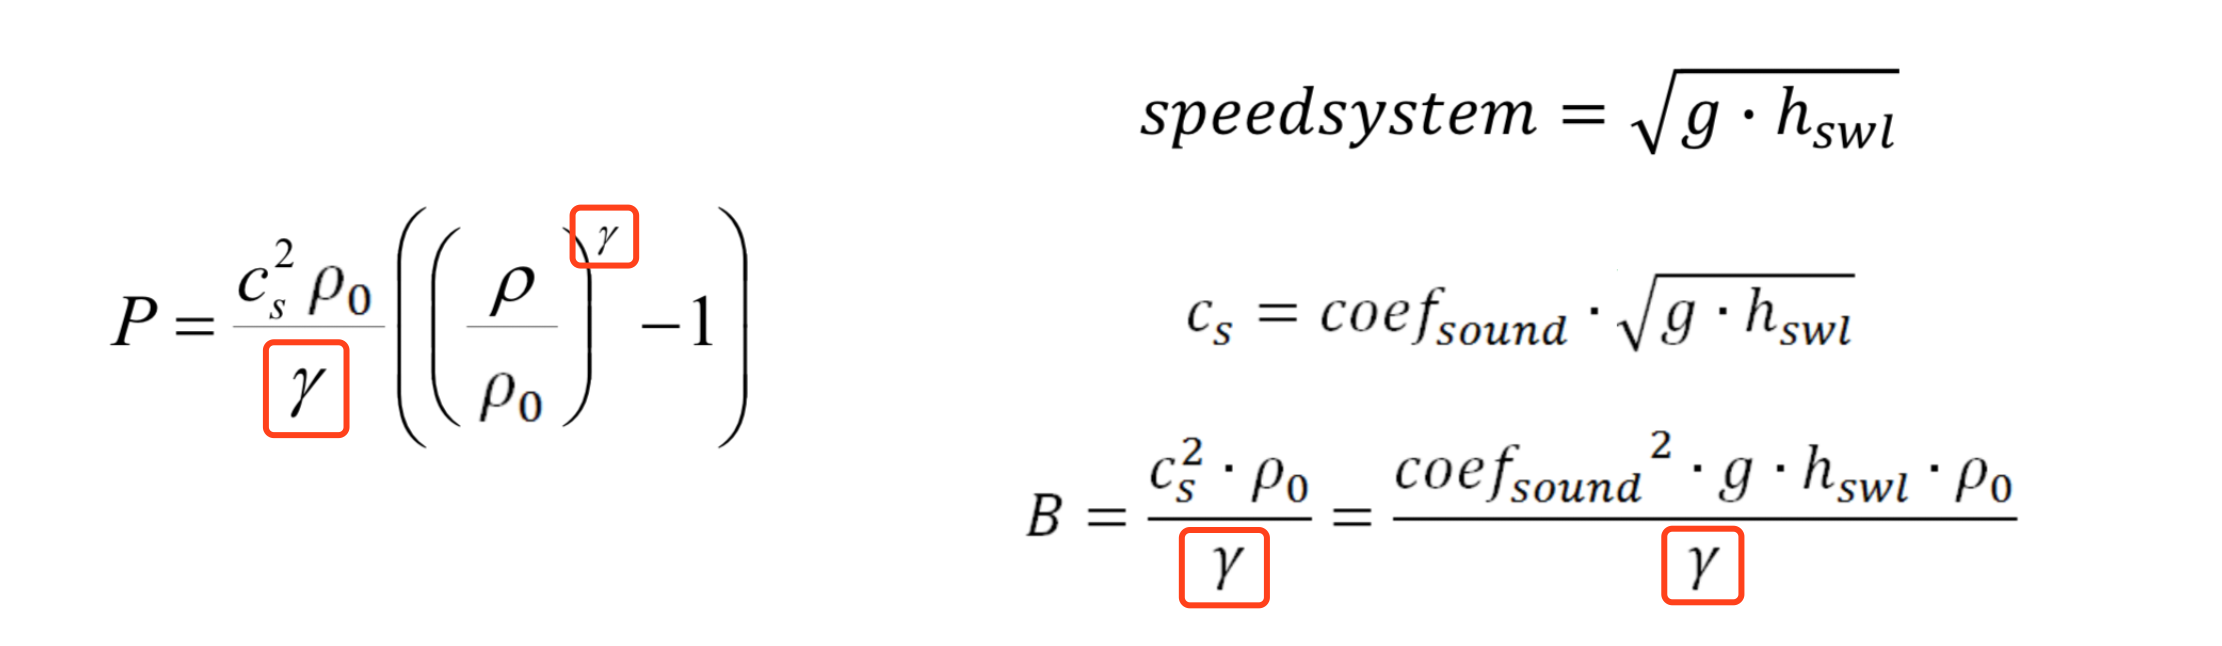 P = \frac{c_s^2 \rho_0}{\gamma} \left( \left( \frac{\rho}{\rho_0} \right)^{\gamma} - 1 \right)
speedsystem = \sqrt{g \cdot h_{swl}}
c_s = coef_{sound} \cdot \sqrt{g \cdot h_{swl}}
B = \frac{c_s^2 \cdot \rho_0}{\gamma} = \frac{coef_{sound}^2 \cdot g \cdot h_{swl} \cdot \rho_0}{\gamma}